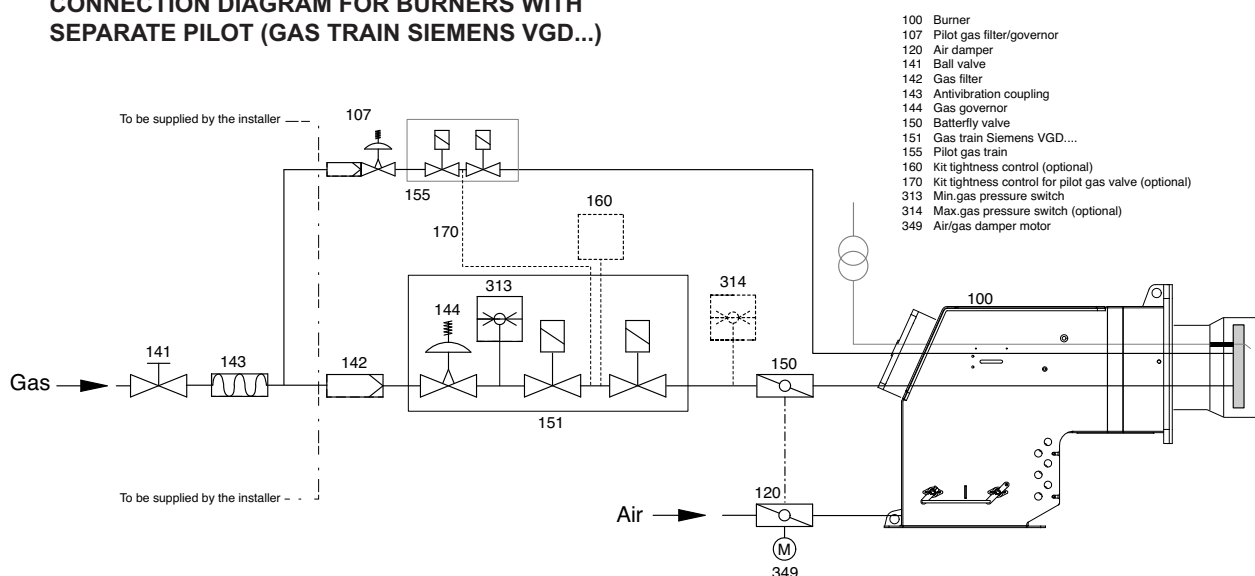 CONNECTION DIAGRAM FOR BURNERS WITH
SEPARATE PILOT (GAS TRAIN SIEMENS VGD...)
100 Burner
107 Pilot gas filter/governor
120 Air damper
141 Ball valve
142 Gas filter
143 Antivibration coupling
144 Gas governor
150 Batterfly valve
151 Gas train Siemens VGD....
155 Pilot gas train
160 Kit tightness control (optional)
170 Kit tightness control for pilot gas valve (optional)
313 Min.gas pressure switch
314 Max.gas pressure switch (optional)
349 Air/gas damper motor
To be supplied by the installer
107
155
160
170
313
314
100
144
141
143
142
150
Gas
151
To be supplied by the installer
120
Air
M
349